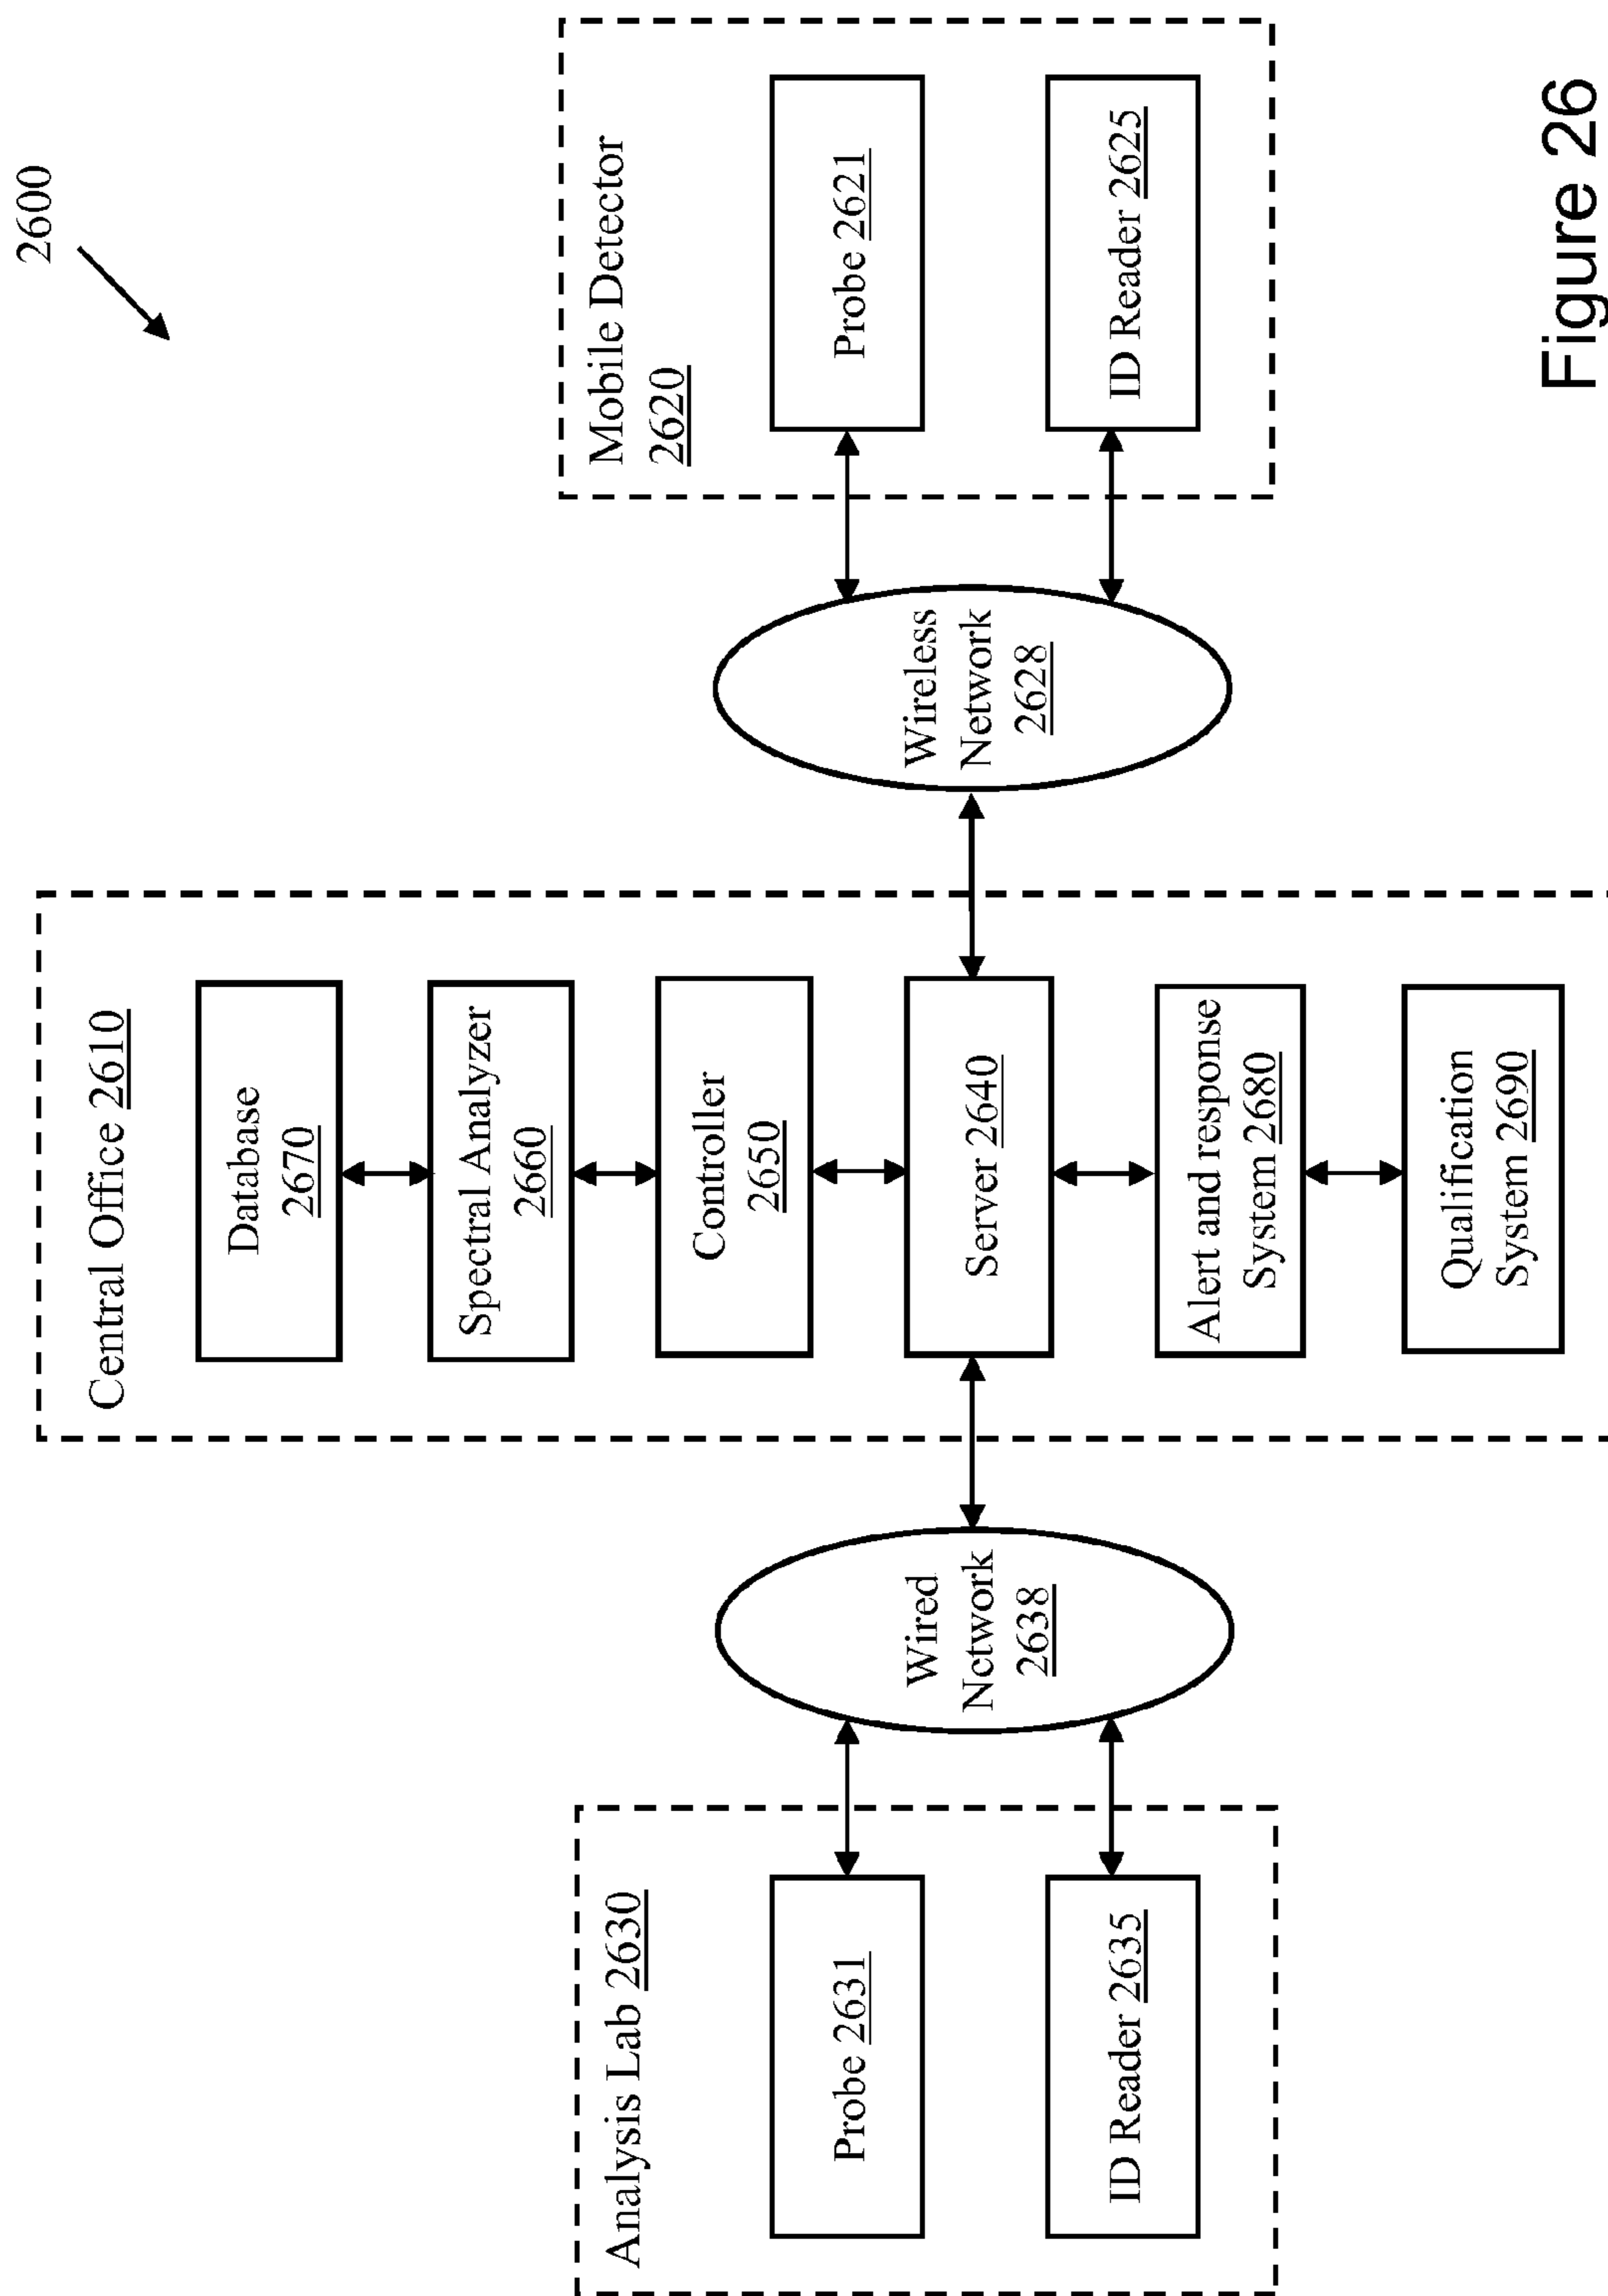 2600
Central Office 2610
Database
2670
Spectral Analyzer
2660
Controller
2650
Server 2640
Alert and response
System 2680
Qualification
System 2690
Analysis Lab 2630
Probe 2631
ID Reader 2635
Wired
Network
2638
Wireless
Network
2628
Mobile Detector
2620
Probe 2621
ID Reader 2625
Figure 26